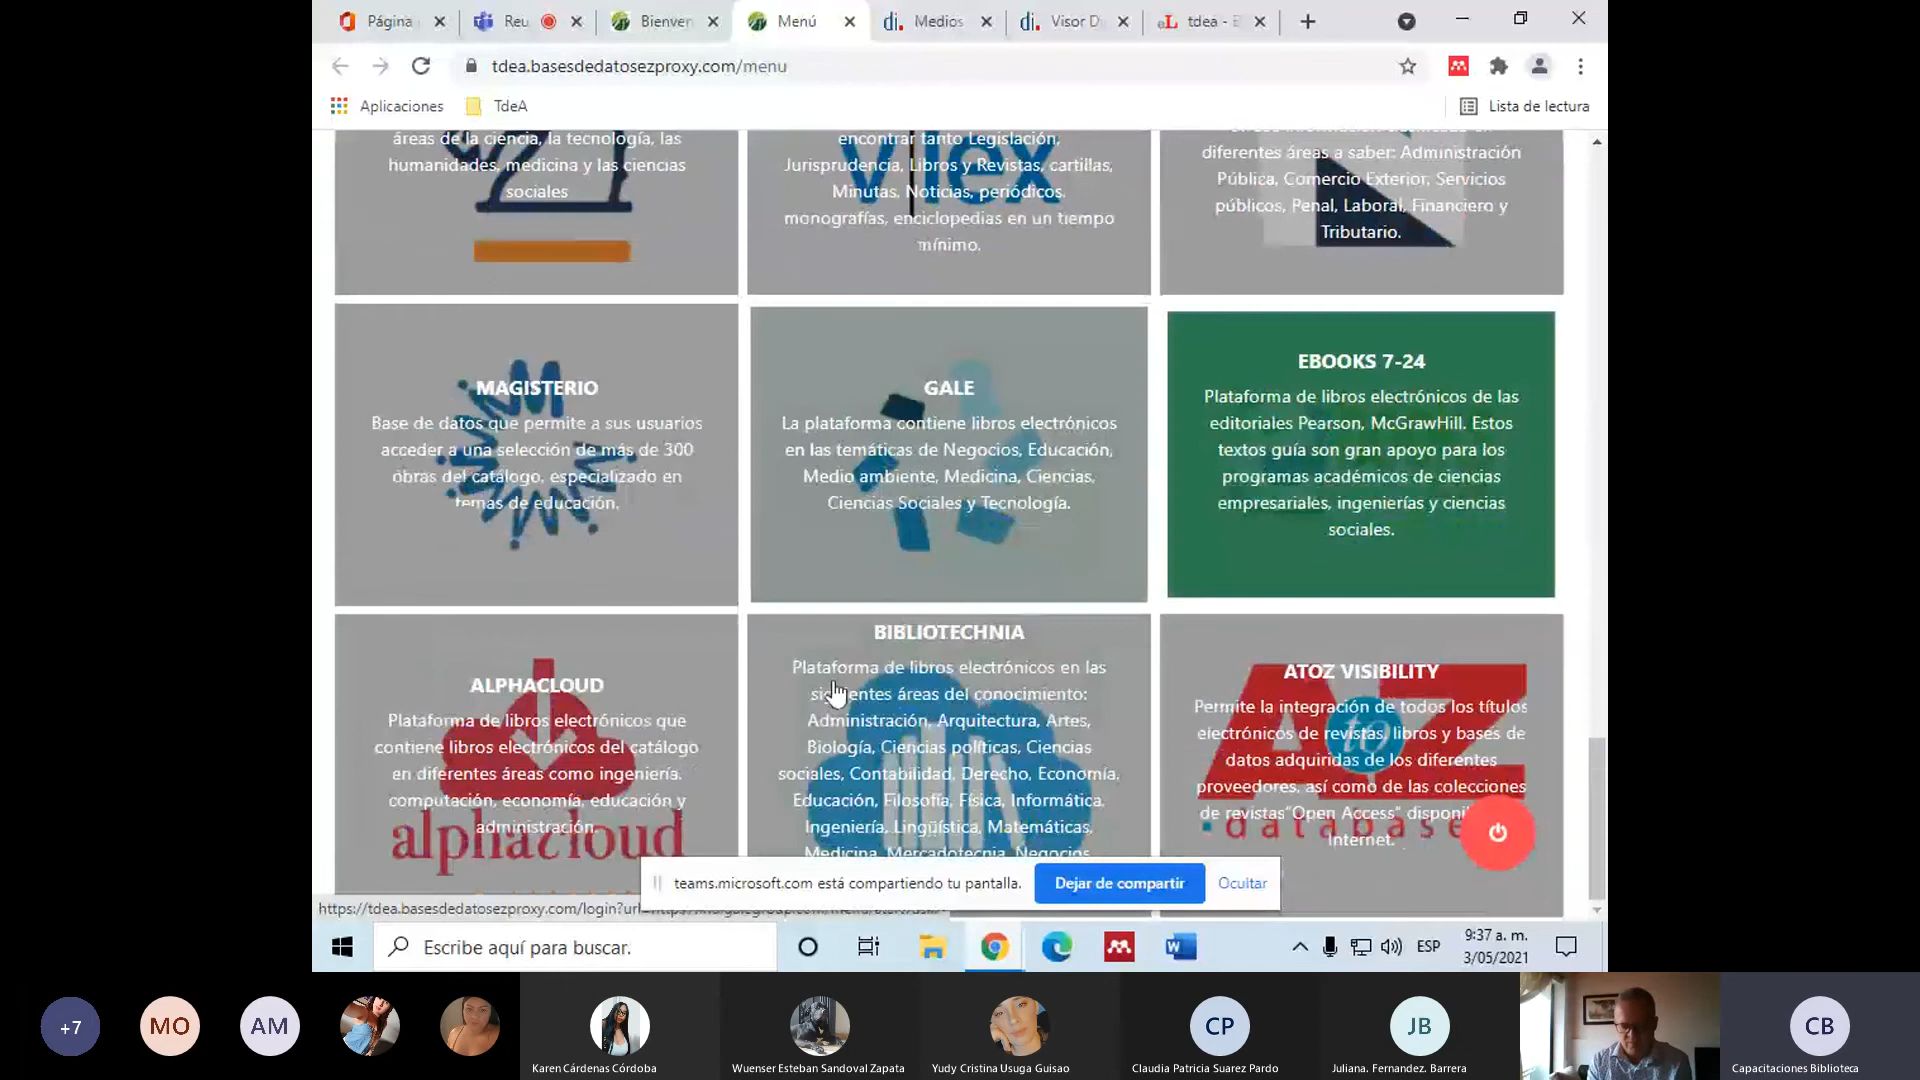 Página
Reu
Bienven
Menú
Medios
Visor D
tdea - E
tdea.basesdedatosezproxy.com/menu
Aplicaciones
TdeA
Lista de lectura
áreas de la ciencia, la tecnología, las
humanidades, medicina y las ciencias
sociales
encontrar tanto Legislación,
Jurisprudencia, Libros y Revistas, cartillas,
Minutas, Noticias, periódicos,
monografías, enciclopedias en un tiempo
mínimo.
diferentes áreas a saber: Administración
Pública, Comercio Exterior, Servicios
públicos, Penal, Laboral, Financiero y
Tributario.
MAGISTERIO
Base de datos que permite a sus usuarios
acceder a una selección de más de 300
obras del catálogo, especializado en
temas de educación.
GALE
La plataforma contiene libros electrónicos
en las temáticas de Negocios, Educación,
Medio ambiente, Medicina, Ciencias,
Ciencias Sociales y Tecnología.
EBOOKS 7-24
Plataforma de libros electrónicos de las
editoriales Pearson, McGrawHill. Estos
textos guía son gran apoyo para los
programas académicos de ciencias
empresariales, ingenierías y ciencias
sociales.
ALPHACLOUD
Plataforma de libros electrónicos que
contiene libros electrónicos del catálogo
en diferentes áreas como ingeniería,
computación, economía, educación y
administración.
alphacloud
BIBLIOTECHNIA
Plataforma de libros electrónicos en las
siguientes áreas del conocimiento:
Administración, Arquitectura, Artes,
Biología, Ciencias políticas, Ciencias
sociales, Contabilidad, Derecho, Economía,
Educación, Filosofía, Física, Informática,
Ingeniería, Lingüística, Matemáticas,
Medicina, Mercadotecnia, Negocios
ATOZ VISIBILITY
Permite la integración de todos los títulos
electrónicos de revistas, libros y bases de
datos adquiridas de los diferentes
proveedores, así como de las colecciones
de revistas"Open Access" disponi
Internet.
AtoZ
databases
teams.microsoft.com está compartiendo tu pantalla.
Dejar de compartir
Ocultar
https://tdea.basesdedatosezproxy.com/login?url=
Escribe aquí para buscar.
ESP
9:37 a. m.
3/05/2021
+7
MO
AM
CP
JB
CB
Karen Cárdenas Córdoba
Wuenser Esteban Sandoval Zapata
Yudy Cristina Usuga Guisao
Claudia Patricia Suarez Pardo
Juliana. Fernandez. Barrera
Capacitaciones Biblioteca